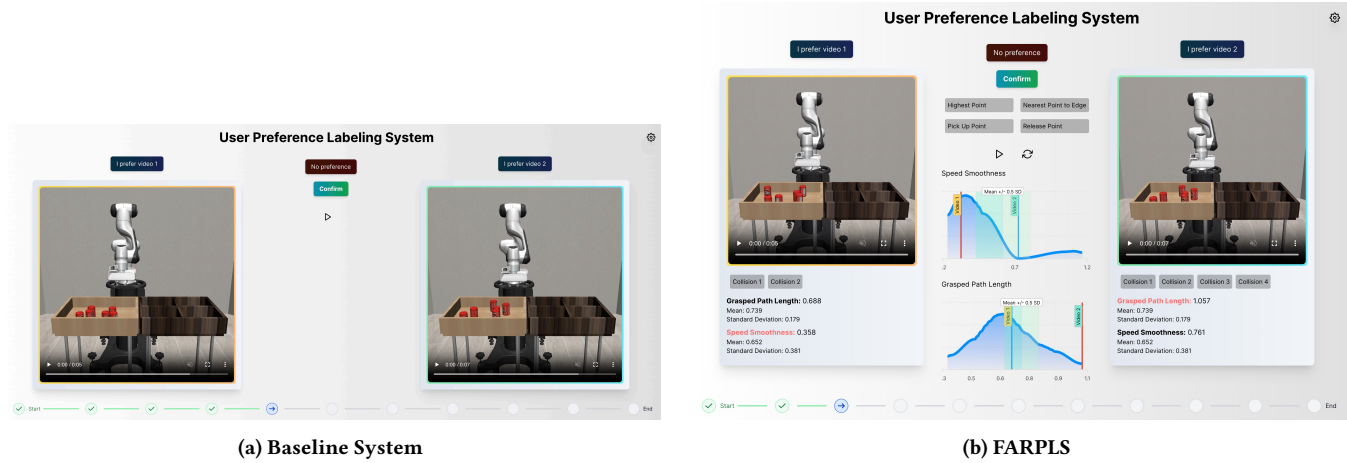 User Preference Labeling System
I prefer video 1
No preference
I prefer video 2
Confirm
0:00 / 0:05
0:00 / 0:07
Start
End
(a) Baseline System
User Preference Labeling System
I prefer video 1
No preference
I prefer video 2
Confirm
Highest Point
Nearest Point to Edge
Pick Up Point
Release Point
Speed Smoothness
Mean +/- 0.5 SD
Video 1
Video 2
.2 0.7 1.2
Grasped Path Length
Mean +/- 0.5 SD
Video 1
Video 2
.3 0.5 0.6 0.8 0.9 1.1
0:00 / 0:05
Collision 1 Collision 2
Grasped Path Length: 0.688
Mean: 0.739
Standard Deviation: 0.179
Speed Smoothness: 0.358
Mean: 0.652
Standard Deviation: 0.381
0:00 / 0:07
Collision 1 Collision 2 Collision 3 Collision 4
Grasped Path Length: 1.057
Mean: 0.739
Standard Deviation: 0.179
Speed Smoothness: 0.761
Mean: 0.652
Standard Deviation: 0.381
Start
End
(b) FARPLS